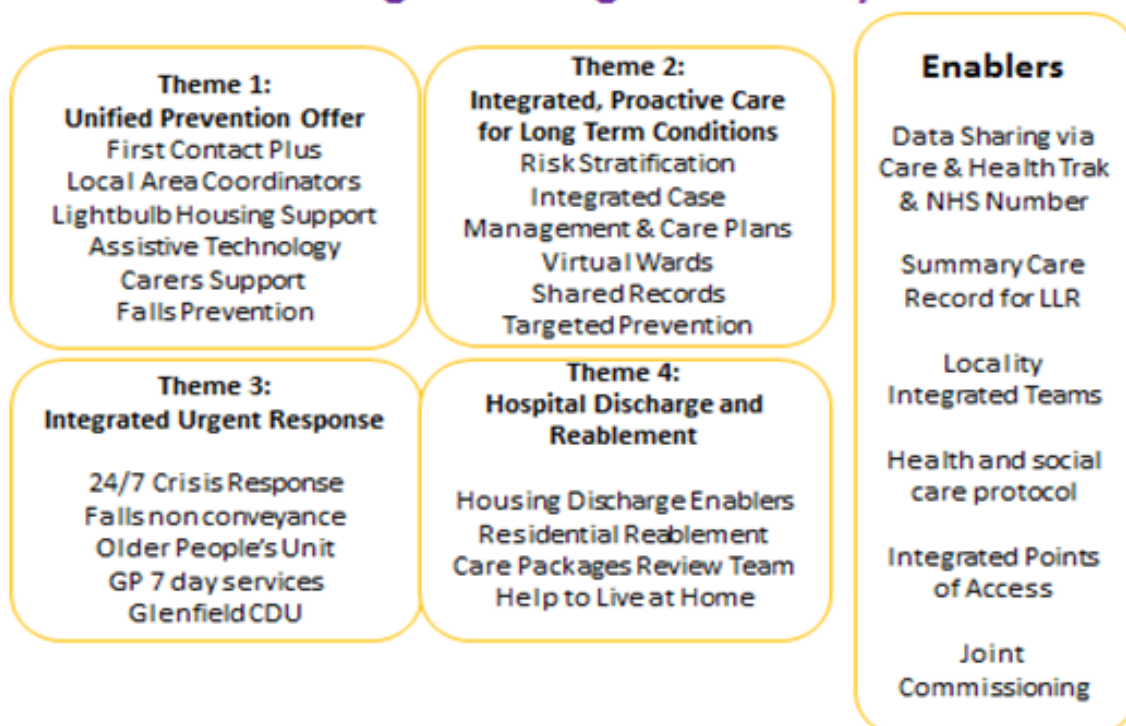 Theme 1:
Unified Prevention Offer
First Contact Plus
Local Area Coordinators
Lightbulb Housing Support
Assistive Technology
Carers Support
Falls Prevention
Theme 2:
Integrated, Proactive Care
for Long Term Conditions
Risk Stratification
Integrated Case
Management & Care Plans
Virtual Wards
Shared Records
Targeted Prevention
Theme 3:
Integrated Urgent Response
24/7 Crisis Response
Falls non conveyance
Older People's Unit
GP 7 day services
Glenfield CDU
Theme 4:
Hospital Discharge and
Reablement
Housing Discharge Enablers
Residential Reablement
Care Packages Review Team
Help to Live at Home
Enablers
Data Sharing via
Care & Health Trak
& NHS Number
Summary Care
Record for LLR
Locality
Integrated Teams
Health and social
care protocol
Integrated Points
of Access
Joint
Commissioning